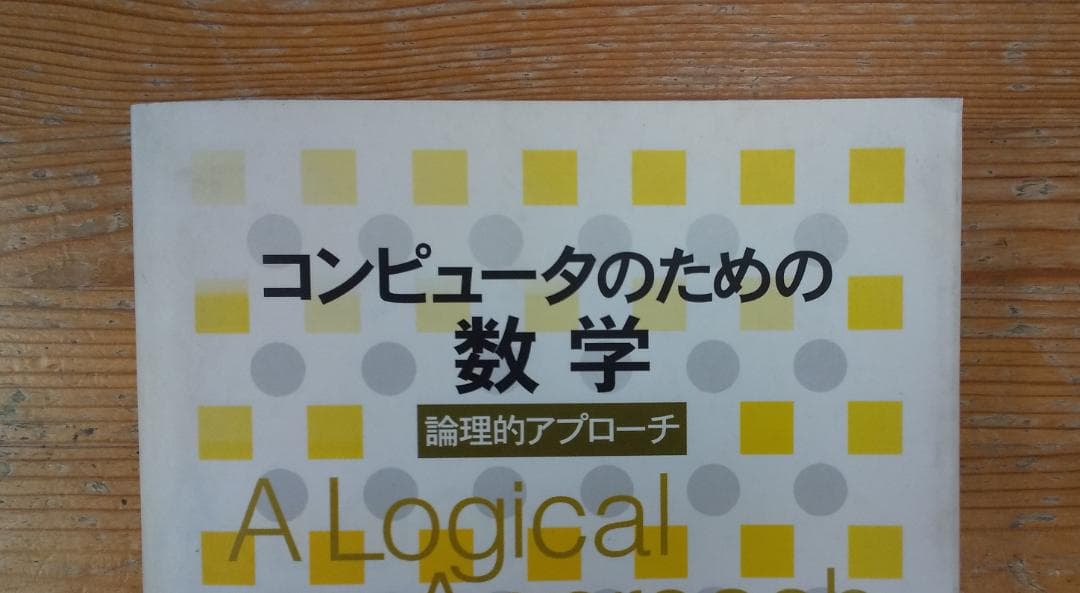 コンピュータのための
数学
論理的アプローチ
A Logical
Approach